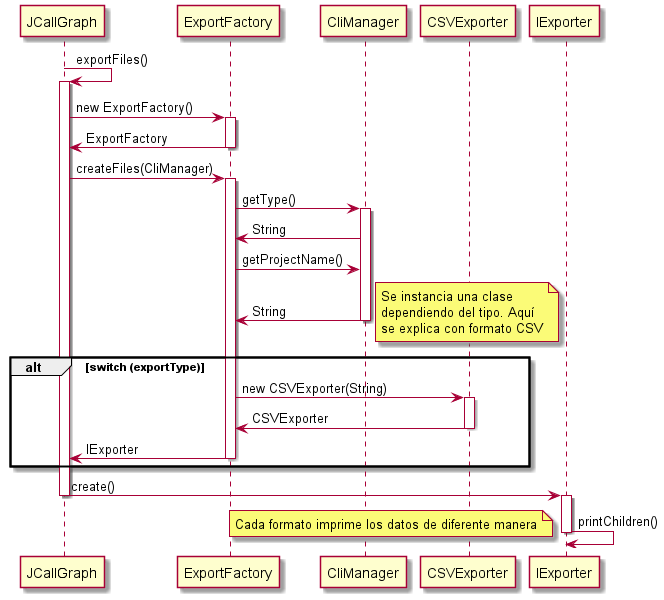 JCallGraph ExportFactory CliManager CSVExporter IExporter
exportFiles()
new ExportFactory()
ExportFactory
createFiles(CliManager)
getType()
String
getProjectName()
Se instancia una clase
dependiendo del tipo. Aquí
se explica con formato CSV
String
alt [switch (exportType)]
new CSVExporter(String)
CSVExporter
IExporter
create()
Cada formato imprime los datos de diferente manera
printChildren()
JCallGraph ExportFactory CliManager CSVExporter IExporter